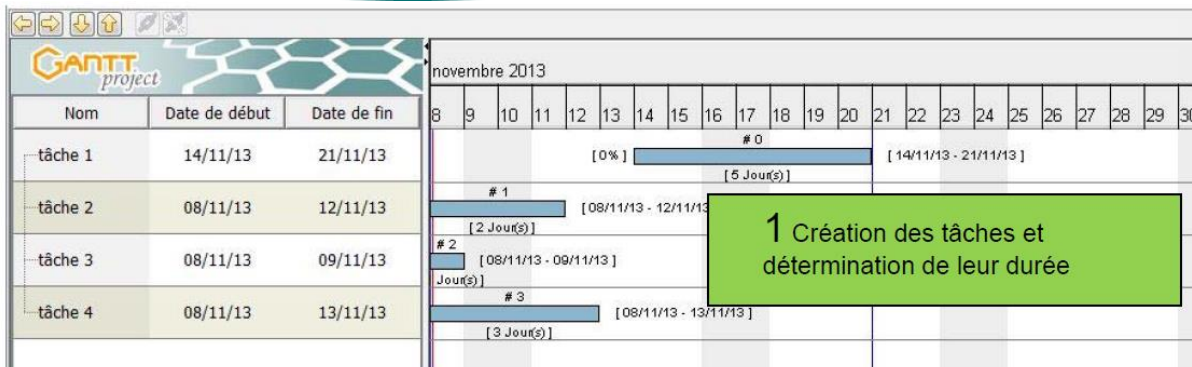 GANTT
project
novembre 2013
Nom Date de début Date de fin 8 9 10 11 12 13 14 15 16 17 18 19 20 21 22 23 24 25 26 27 28 29 30
# 0
tâche 1 14/11/13 21/11/13 [ 0% ] [ 14/11/13 - 21/11/13 ]
[ 5 Jour(s) ]
# 1
tâche 2 08/11/13 12/11/13 [ 08/11/13 - 12/11/13
[ 2 Jour(s) ]
1 Création des tâches et
détermination de leur durée
# 2
tâche 3 08/11/13 09/11/13 [ 08/11/13 - 09/11/13 ]
Jour(s) ]
# 3
tâche 4 08/11/13 13/11/13 [ 08/11/13 - 13/11/13 ]
[ 3 Jour(s) ]